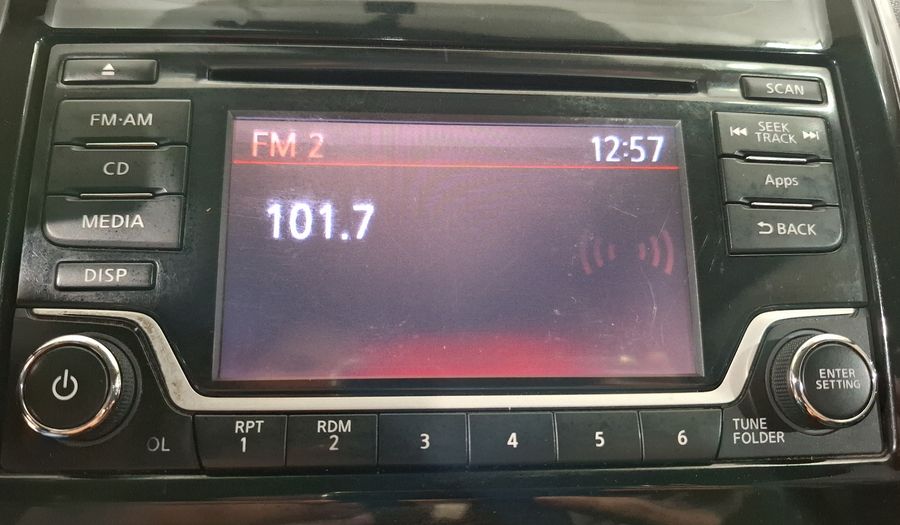 SCAN
FM·AM
SEEK
TRACK
FM 2 12:57
CD
Apps
101.7
MEDIA
BACK
DISP
ENTER
SETTING
OL
RPT
1
RDM
2
3
4
5
6
TUNE
FOLDER